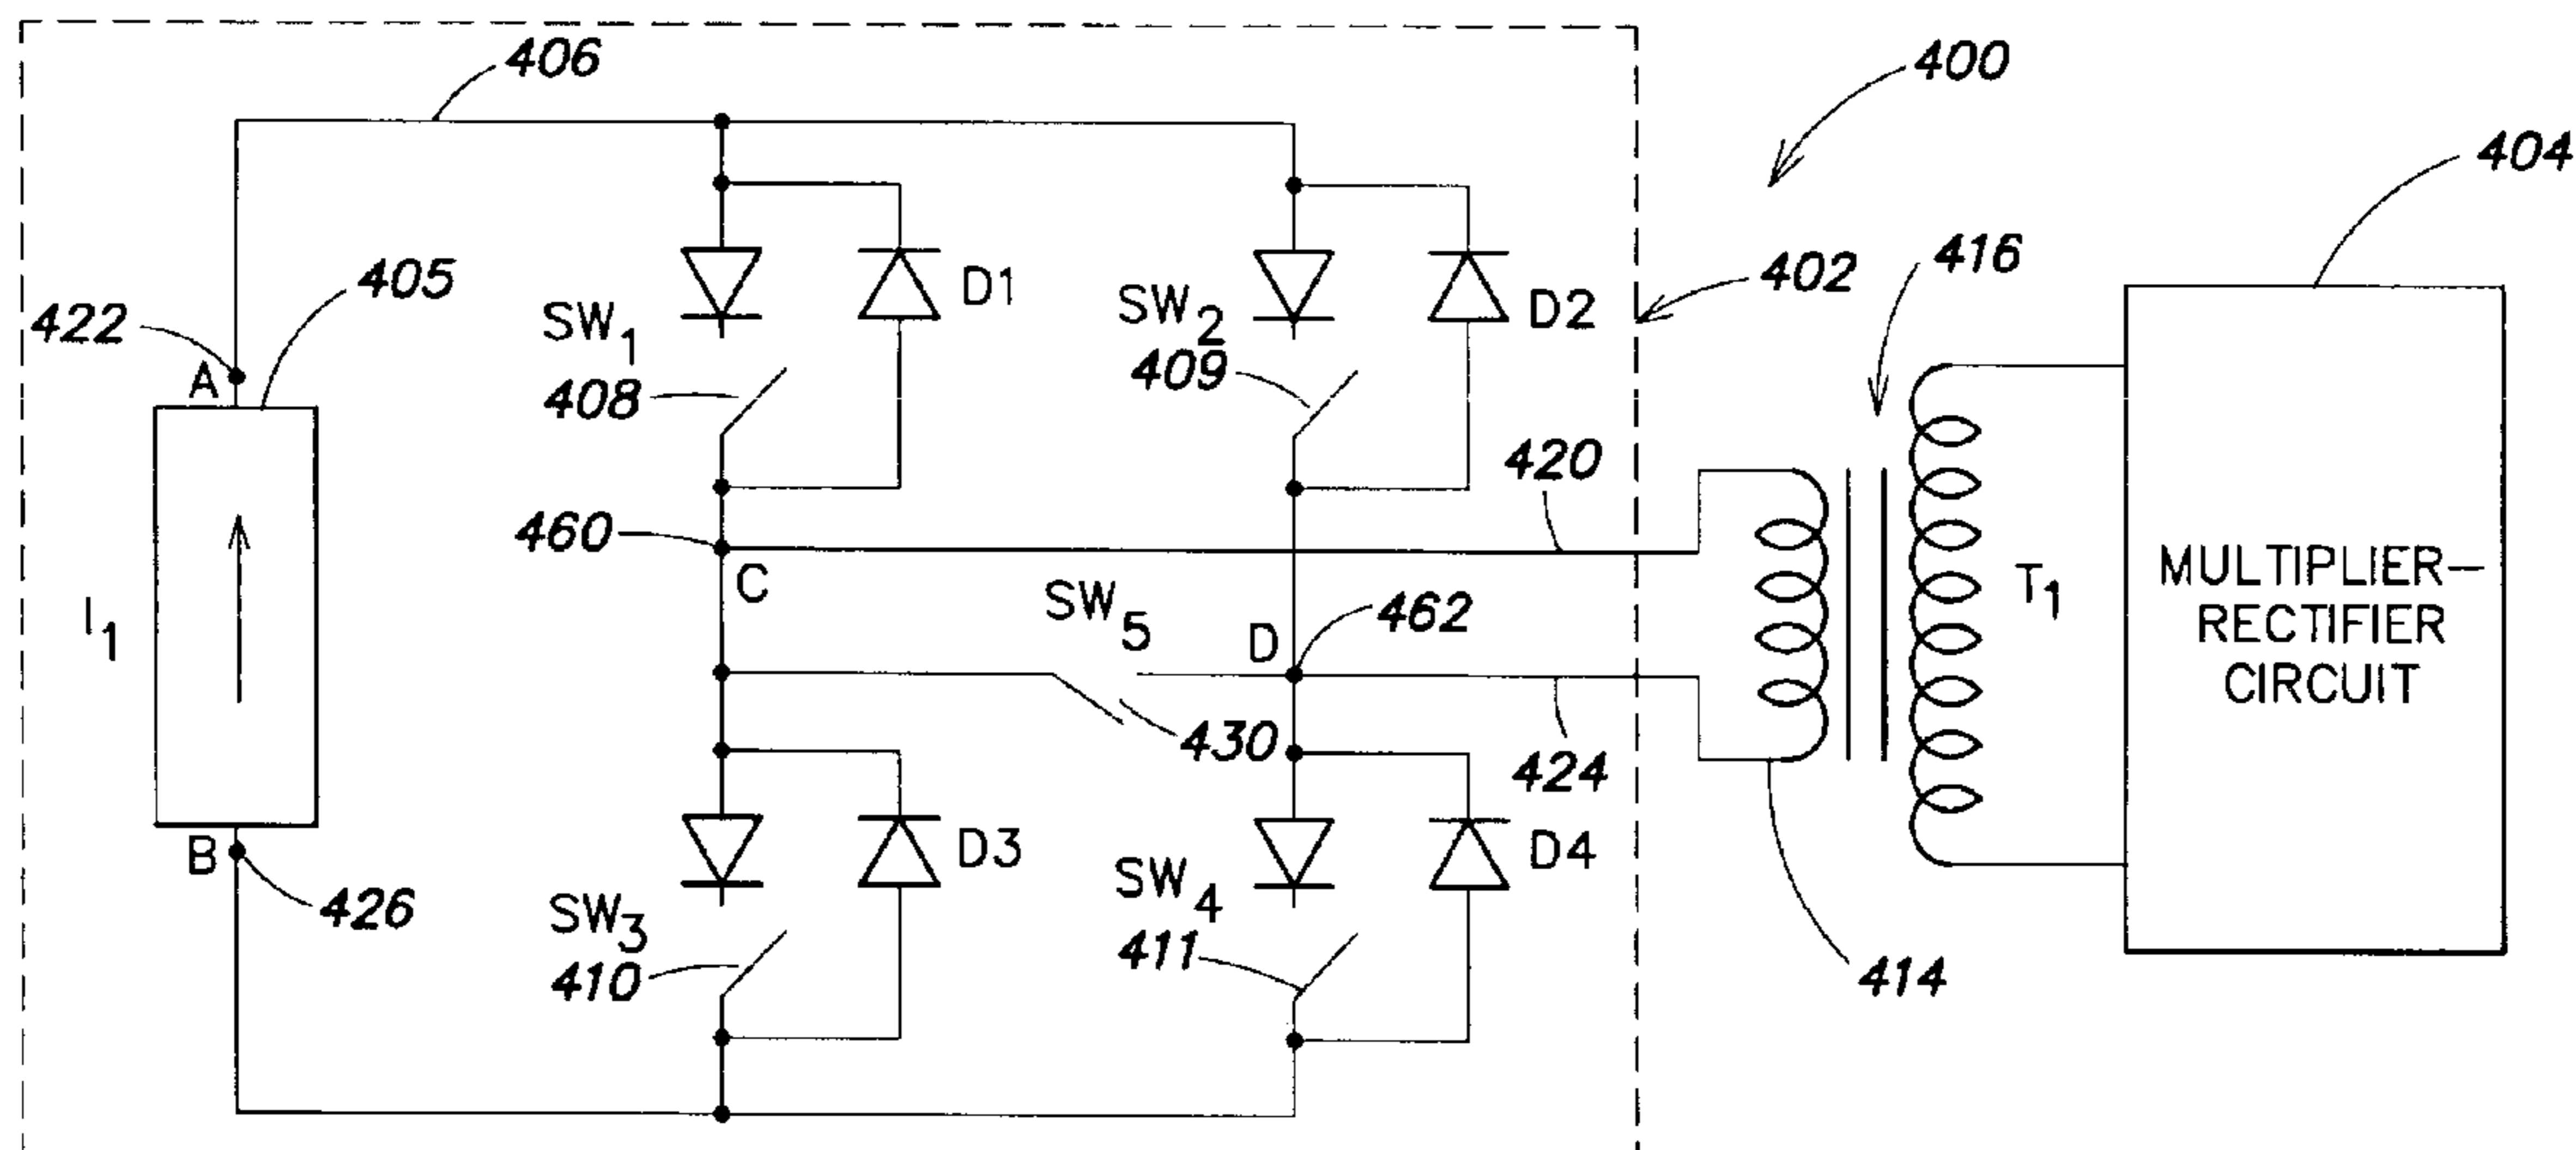 406
400
404
405
402
416
422
A
SW1
D1
SW2
D2
408
409
420
460
C
SW5
D
462
T1
MULTIPLIER-
RECTIFIER
CIRCUIT
I1
430
424
414
B
426
D3
SW3
410
D4
SW4
411